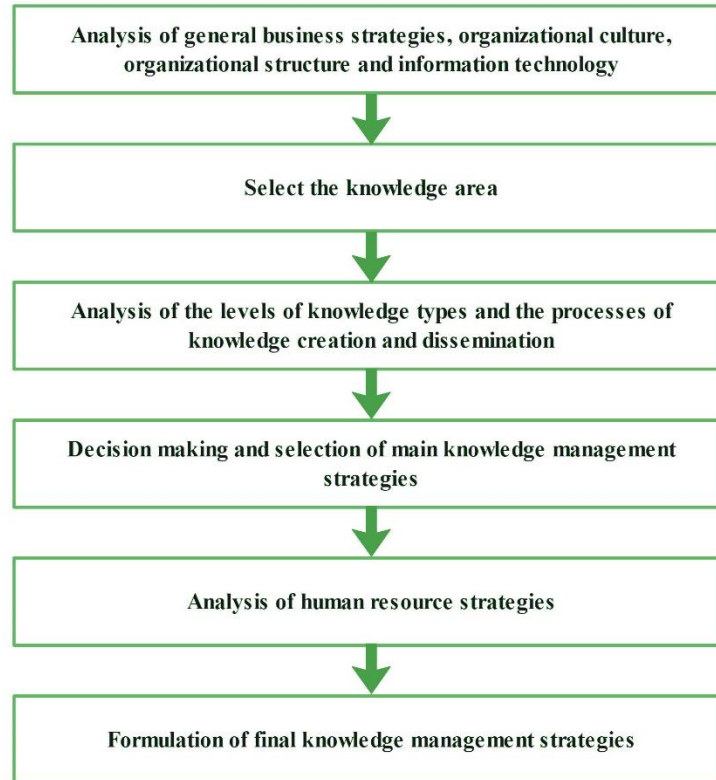 Analysis of general business strategies, organizational culture,
organizational structure and information technology
Select the knowledge area
Analysis of the levels of knowledge types and the processes of
knowledge creation and dissemination
Decision making and selection of main knowledge management
strategies
Analysis of human resource strategies
Formulation of final knowledge management strategies